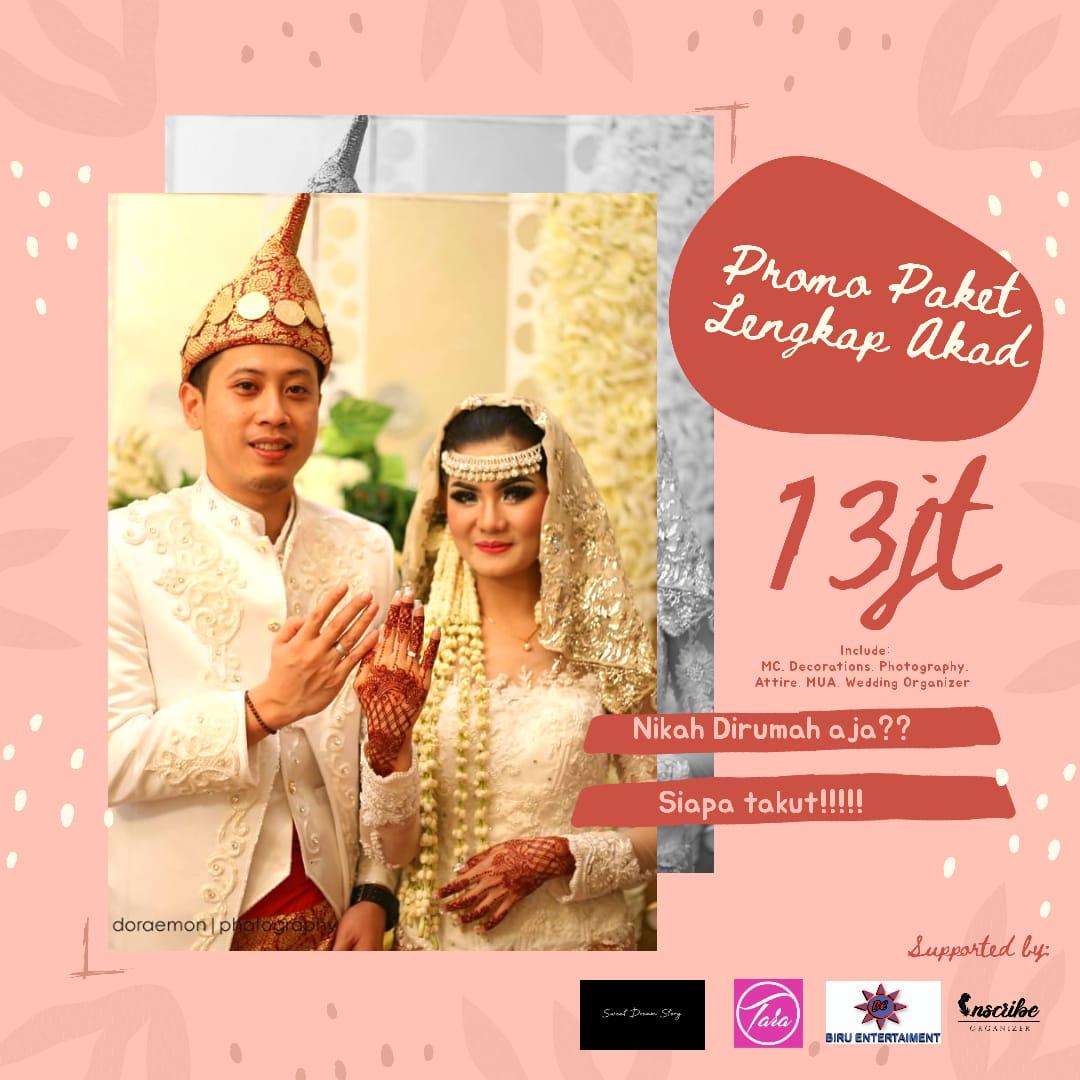 Promo Paket
Lengkap Akad
13jt
Include:
MC, Decorations, Photography,
Attire, MUA, Wedding Organizer
Nikah Dirumah aja??
Siapa takut!!!!!
doraemon | photography
Supported by:
Sweet Dream Story
Tara
BE
BIRU ENTERTAIMENT
Inscribe
ORGANIZER